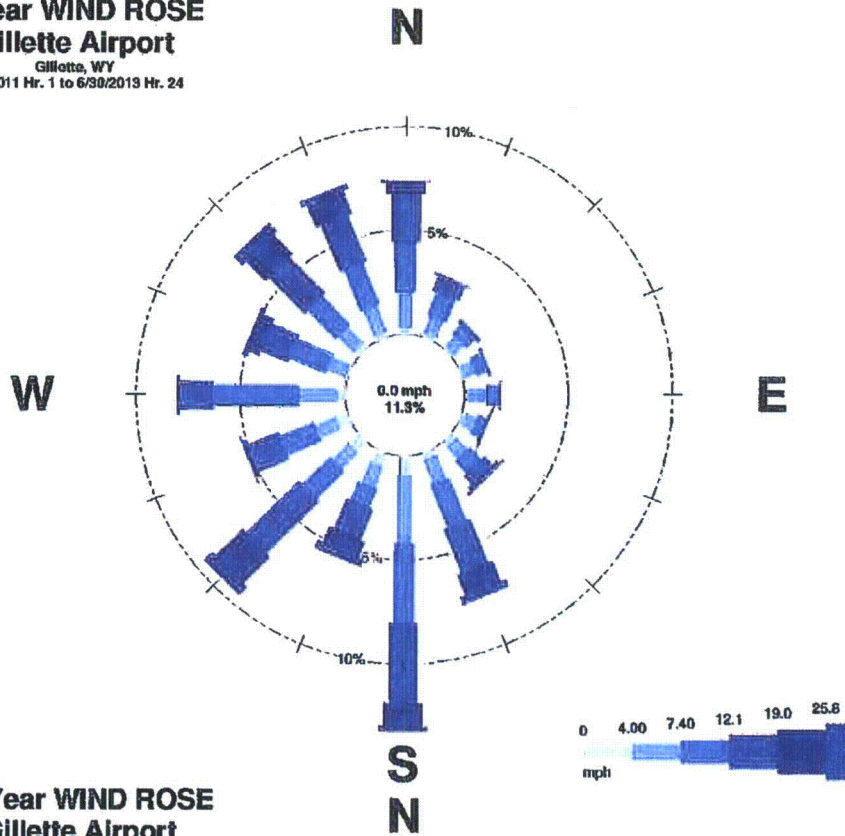 ear WIND ROSE
illette Airport
Gillette, WY
011 Hr. 1 to 6/30/2013 Hr. 24
N
10%
5%
W
0.0 mph
11.3%
E
5%
10%
S
0 4.00 7.40 12.1 19.0 25.8
mph
Year WIND ROSE
Gillette Airport
N